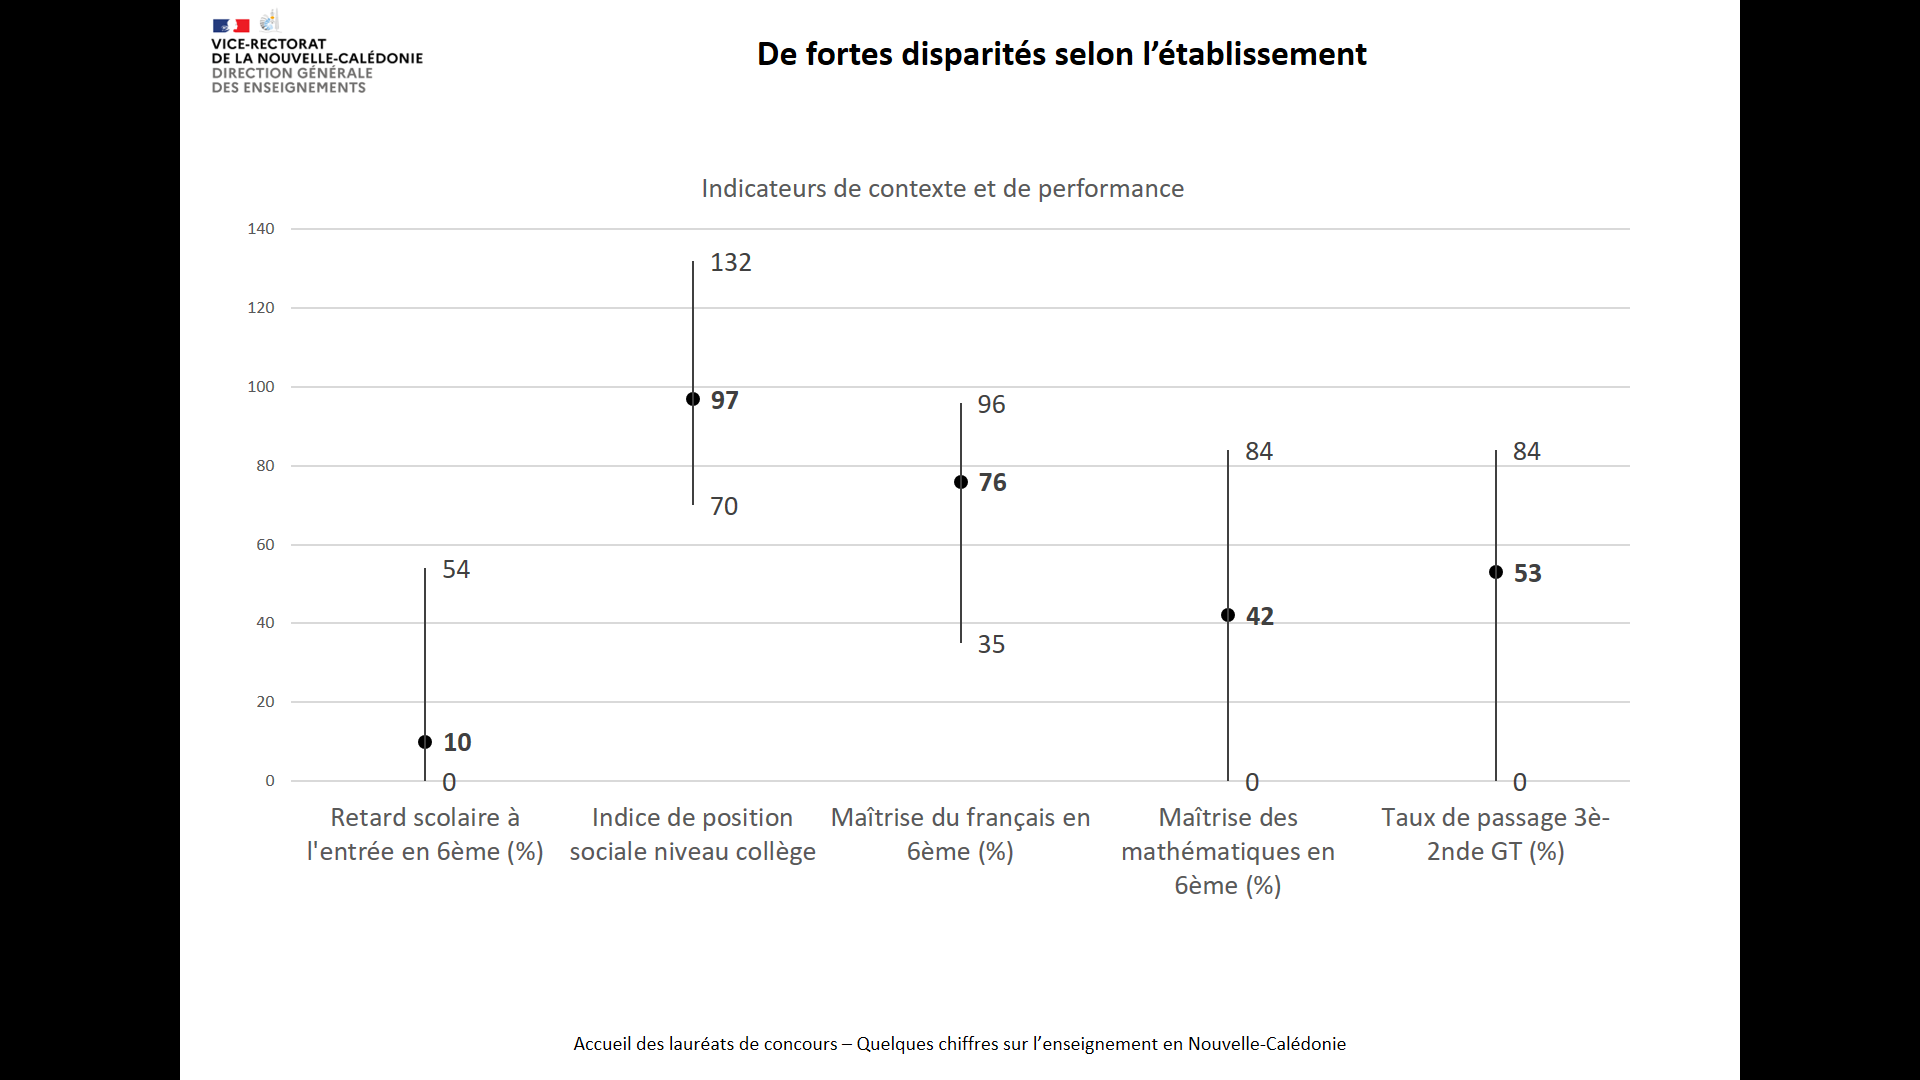 VICE-RECTORAT
DE LA NOUVELLE-CALÉDONIE
DIRECTION GÉNÉRALE
DES ENSEIGNEMENTS
De fortes disparités selon l’établissement
Indicateurs de contexte et de performance
140
120
100
80
60
40
20
0
54
10
0
132
97
70
96
76
35
84
42
0
84
53
0
Retard scolaire à
l'entrée en 6ème (%)
Indice de position
sociale niveau collège
Maîtrise du français en
6ème (%)
Maîtrise des
mathématiques en
6ème (%)
Taux de passage 3è-
2nde GT (%)
Accueil des lauréats de concours – Quelques chiffres sur l’enseignement en Nouvelle-Calédonie